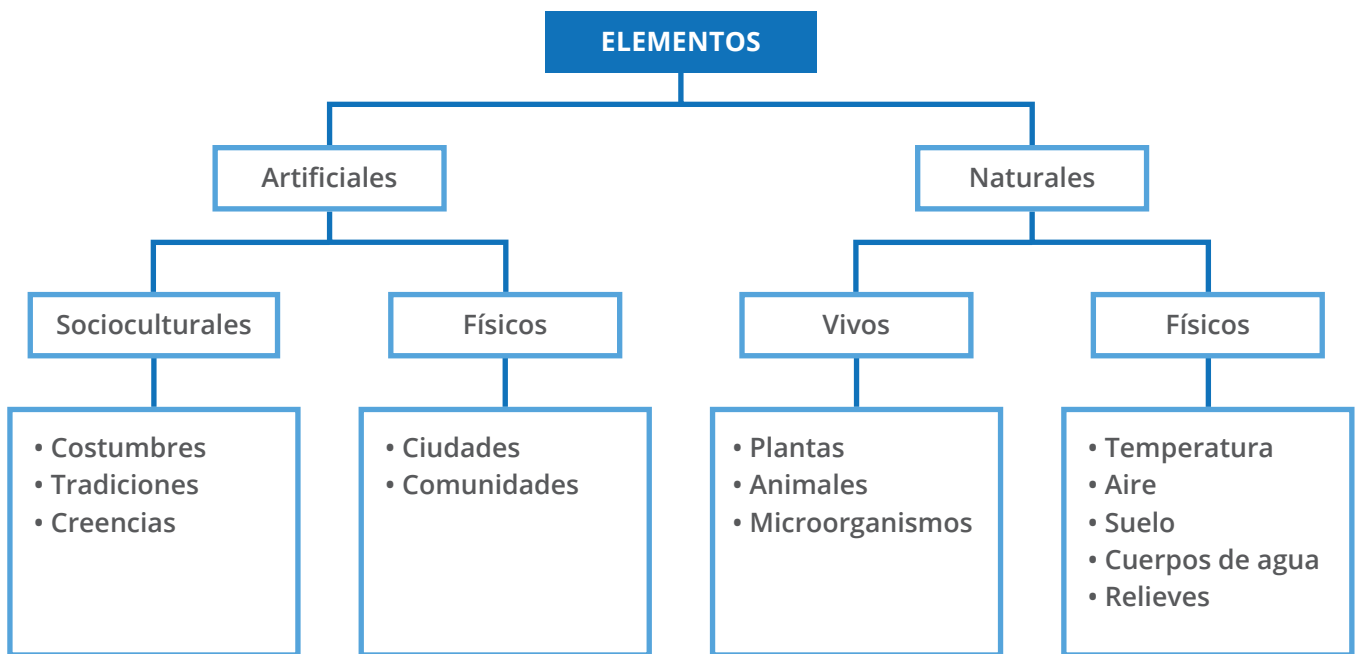 ELEMENTOS
Artificiales
Naturales
Socioculturales
Físicos
Vivos
Físicos
• Costumbres
• Tradiciones
• Creencias
• Ciudades
• Comunidades
• Plantas
• Animales
• Microorganismos
• Temperatura
• Aire
• Suelo
• Cuerpos de agua
• Relieves